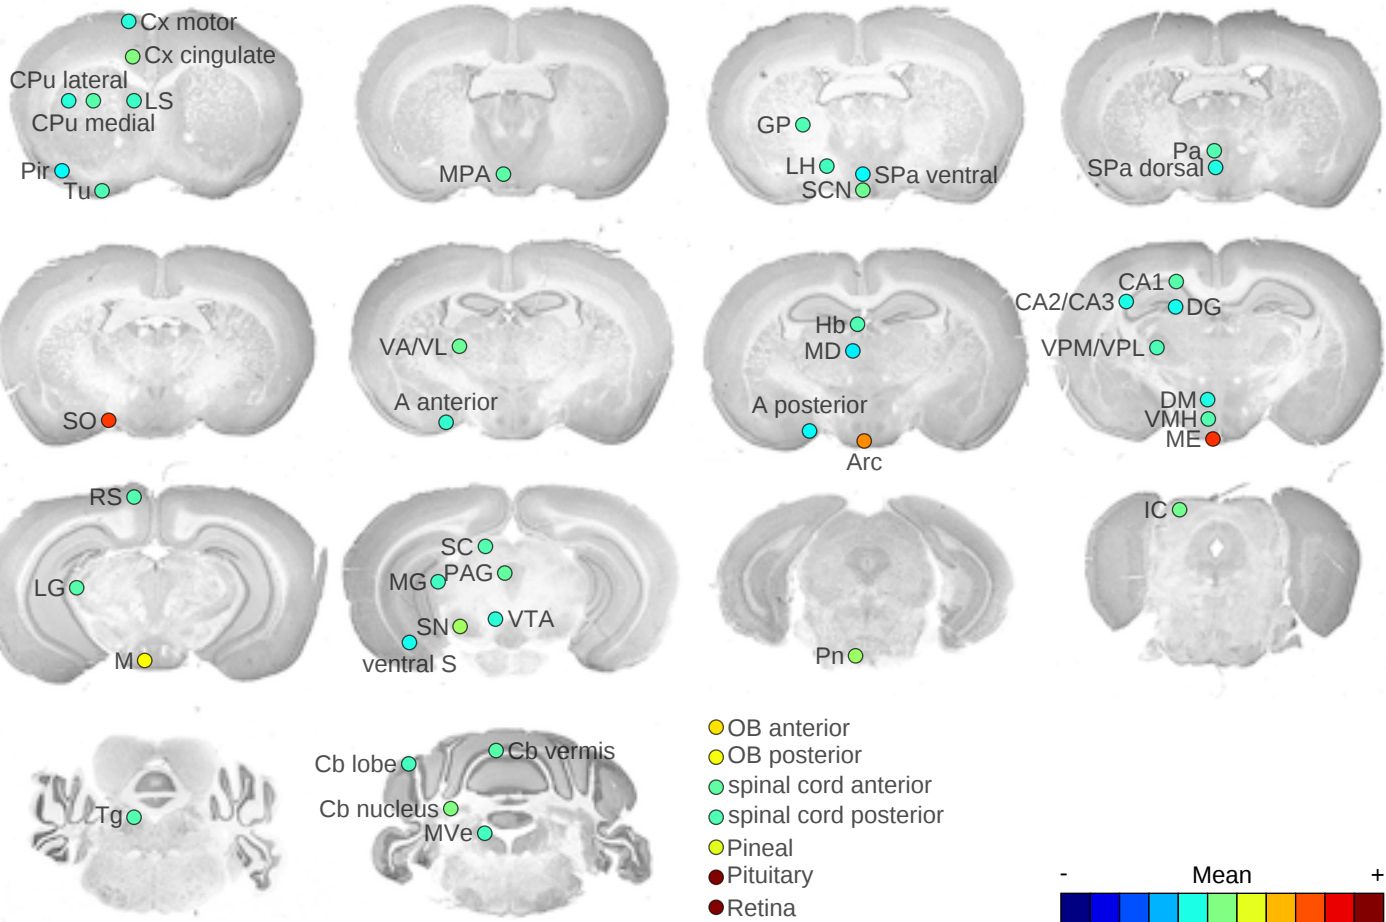 Cx motor
Cx cingulate
CPu lateral
LS
CPu medial
Pir
Tu
MPA
GP
LH
SPa ventral
SCN
Pa
SPa dorsal
SO
VA/VL
A anterior
Hb
MD
A posterior
Arc
CA1
CA2/CA3
DG
VPM/VPL
DM
VMH
ME
RS
LG
M
SC
MG
PAG
SN
VTA
ventral S
Pn
IC
Tg
Cb lobe
Cb vermis
Cb nucleus
MVe
OB anterior
OB posterior
spinal cord anterior
spinal cord posterior
Pineal
Pituitary
Retina
- Mean +